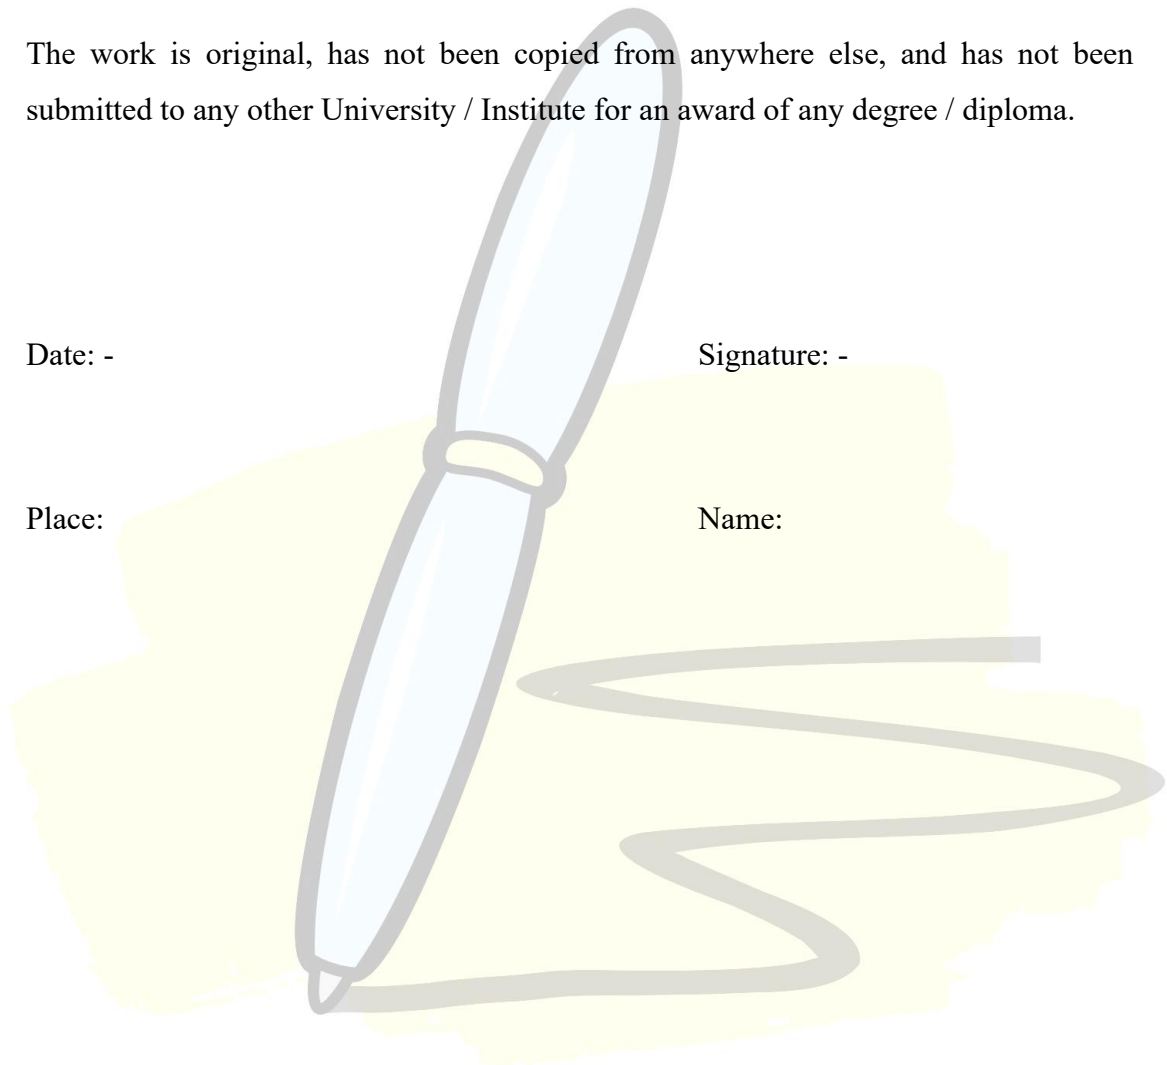 The work is original, has not been copied from anywhere else, and has not been
submitted to any other University / Institute for an award of any degree / diploma.
Date: - Signature: -
Place: Name: